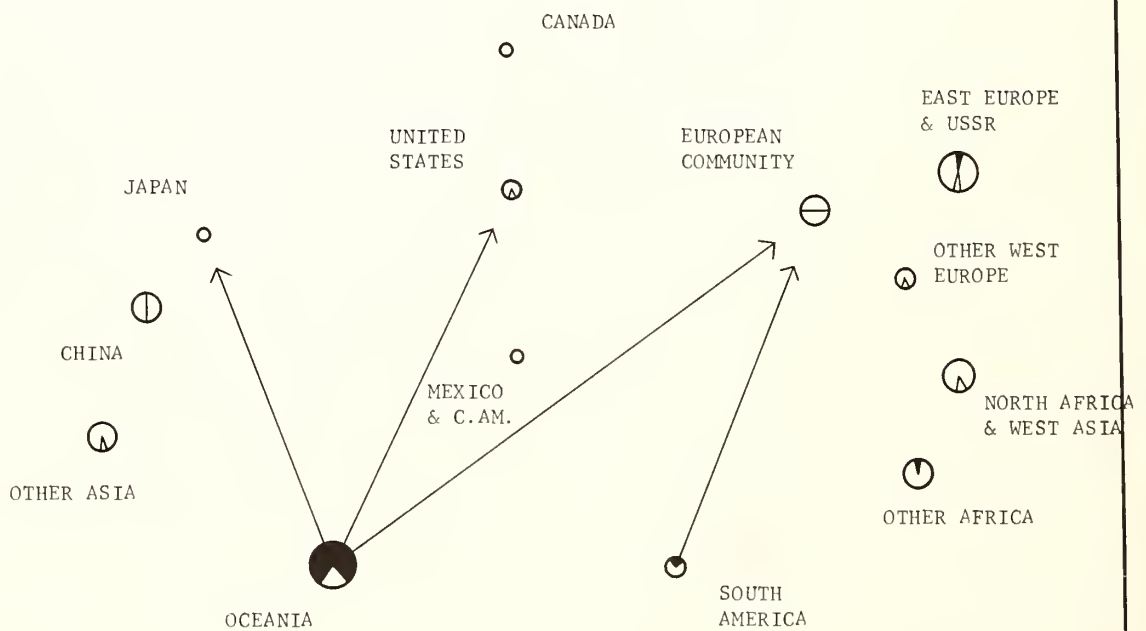 CANADA
EAST EUROPE
& USSR
UNITED
STATES
EUROPEAN
COMMUNITY
JAPAN
OTHER WEST
EUROPE
CHINA
MEXICO
& C.AM.
NORTH AFRICA
& WEST ASIA
OTHER ASIA
OTHER AFRICA
SOUTH
AMERICA
OCEANIA